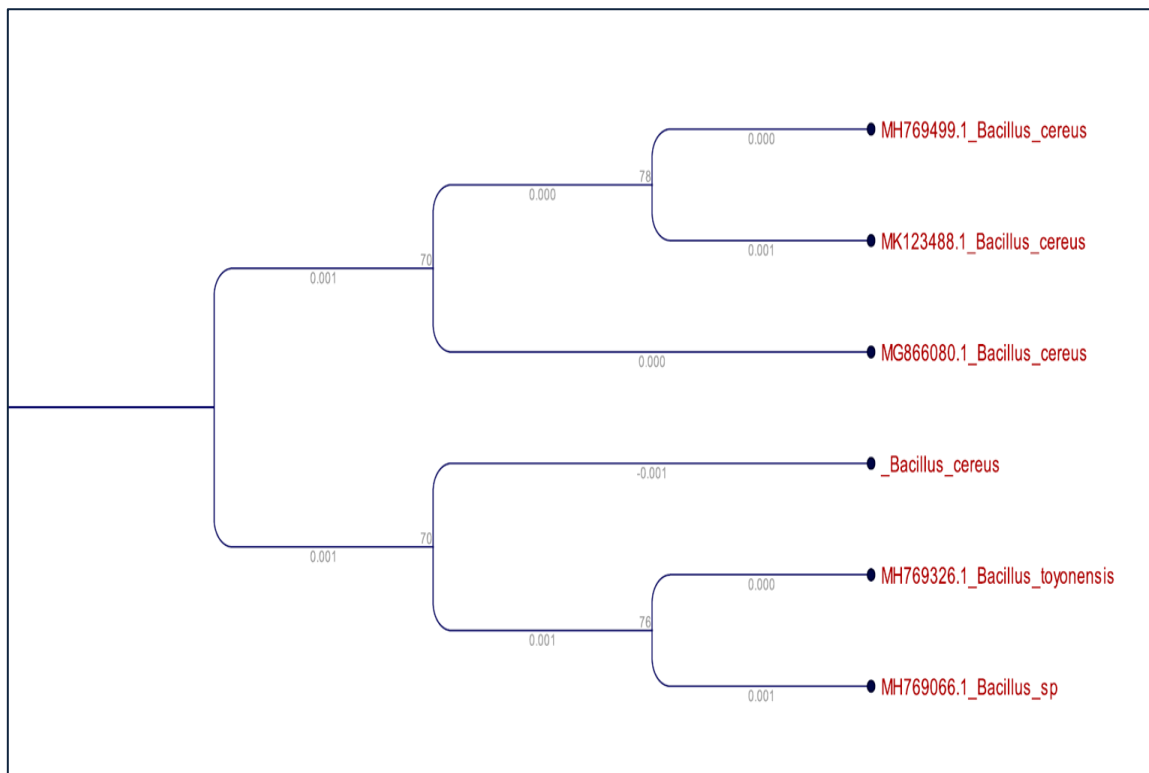 MH769499.1_Bacillus_cereus
0.000
78
0.000
MK123488.1_Bacillus_cereus
0.001
70
0.001
MG866080.1_Bacillus_cereus
0.000
_Bacillus_cereus
-0.001
70
0.001
MH769326.1_Bacillus_toyonensis
0.000
76
0.001
MH769066.1_Bacillus_sp
0.001